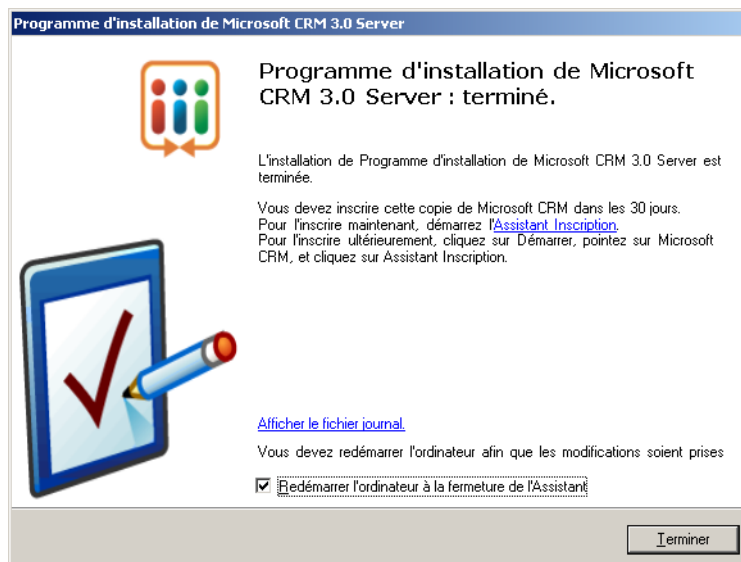 Programme d'installation de Microsoft CRM 3.0 Server
Programme d'installation de Microsoft
CRM 3.0 Server : terminé.
L'installation de Programme d'installation de Microsoft CRM 3.0 Server est
terminée.
Vous devez inscrire cette copie de Microsoft CRM dans les 30 jours.
Pour l'inscrire maintenant, démarrez l'Assistant Inscription.
Pour l'inscrire ultérieurement, cliquez sur Démarrer, pointez sur Microsoft
CRM, et cliquez sur Assistant Inscription.
Afficher le fichier journal.
Vous devez redémarrer l'ordinateur afin que les modifications soient prises
Redémarrer l'ordinateur à la fermeture de l'Assistant
Terminer